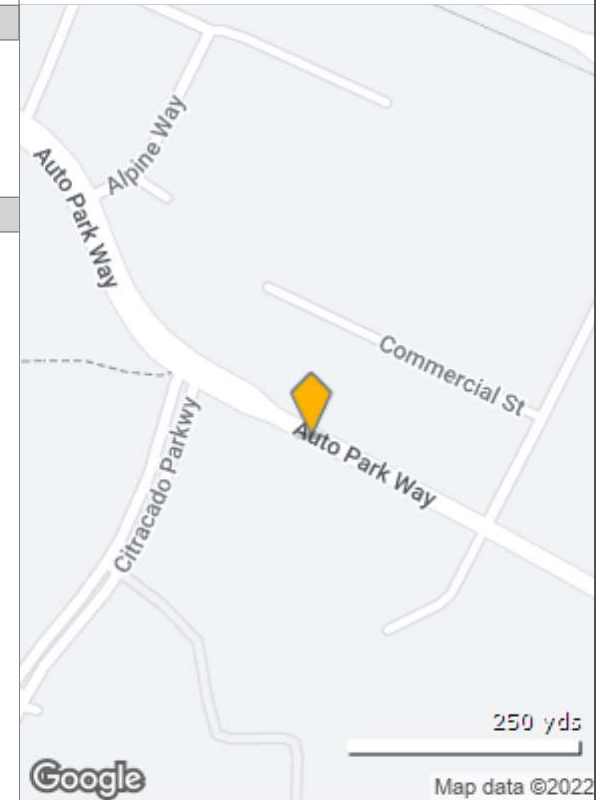 Alpine Way
Auto Park Way
Commercial St
Auto Park Way
Citracado Parkwy
250 yds
Google
Map data ©2022